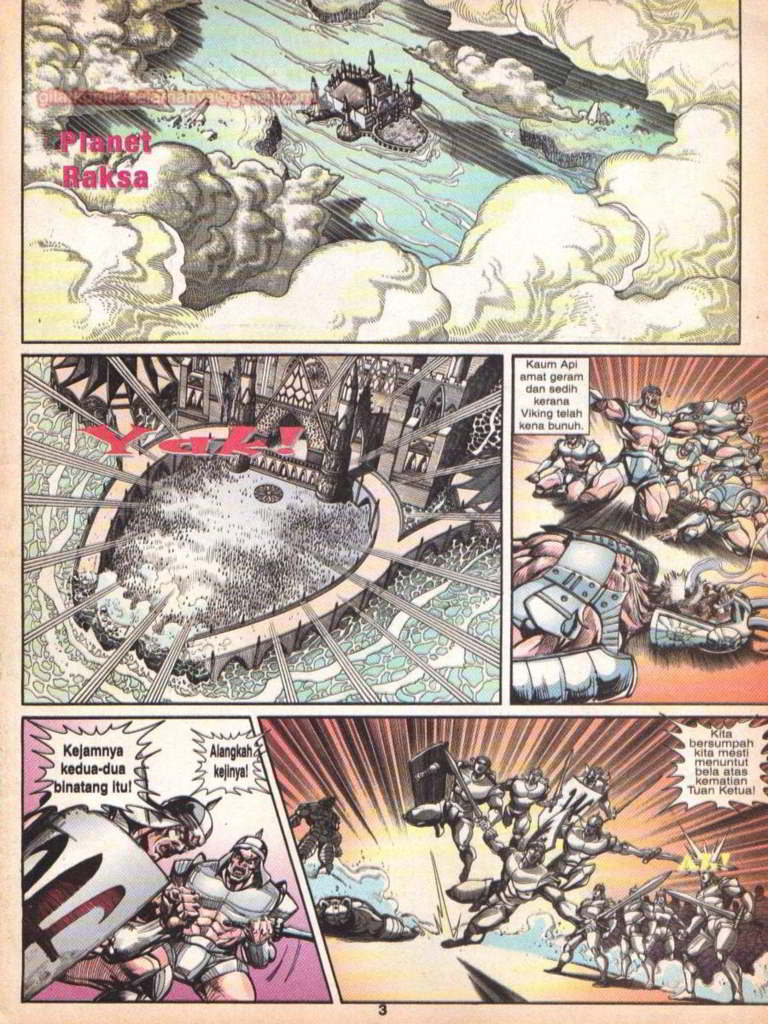 Planet
Raksa
Yak!
Kaum Api
amat geram
dan sedih
kerana
Viking telah
kena bunuh.
Kejamnya
kedua-dua
binatang itu!
Alangkah
kejinya!
Kita
bersumpah
kita mesti
menuntut
bela atas
kematian
Tuan Ketua!
3